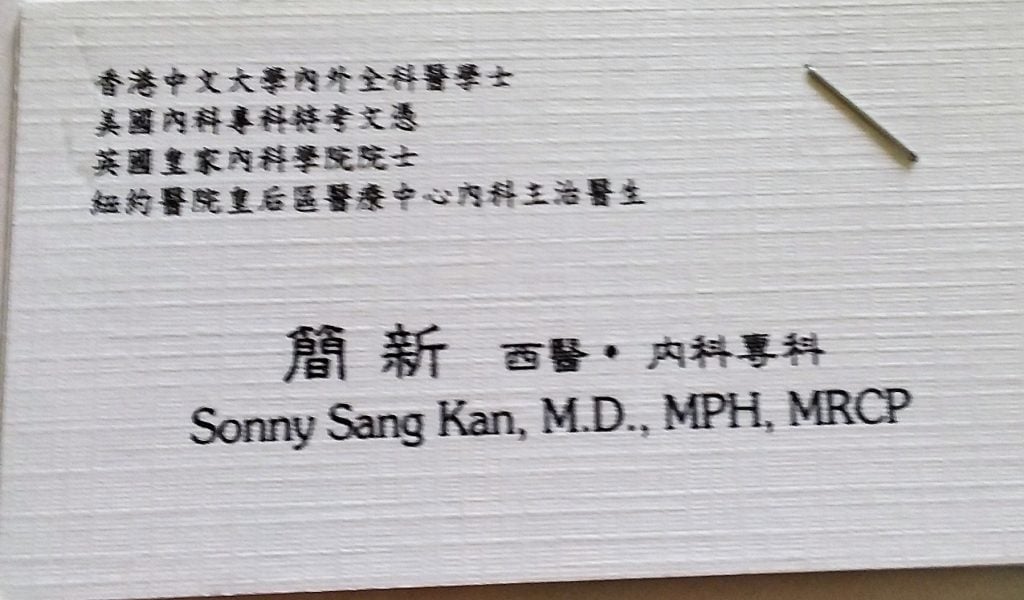 香港中文大學內外全科醫學士
美國內科專科特考文憑
英國皇家內科學院院士
紐約醫院皇后區醫療中心內科主治醫生
簡 新 西醫·內科專科
Sonny Sang Kan, M.D., MPH, MRCP